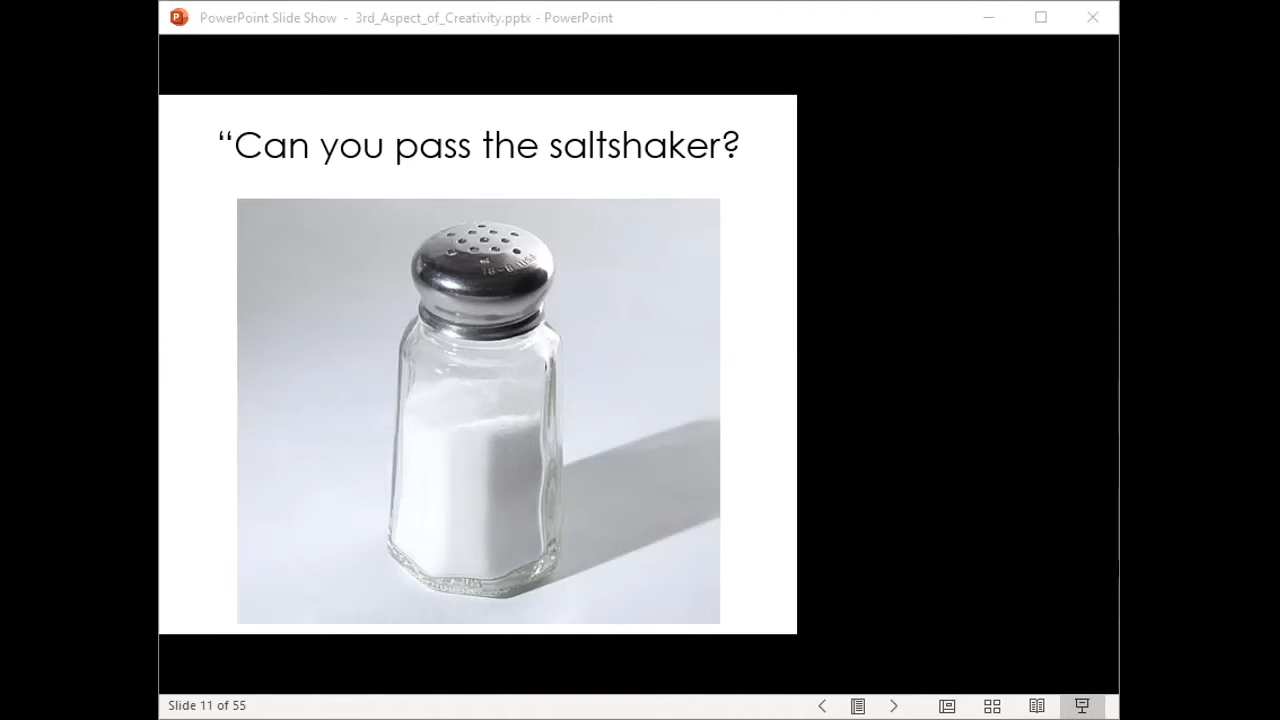 PowerPoint Slide Show - 3rd_Aspect_of_Creativity.pptx - PowerPoint
“Can you pass the saltshaker?
Slide 11 of 55